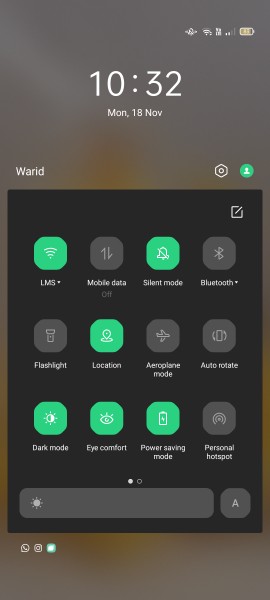 10:32
Mon, 18 Nov
Warid
LMS
Mobile data
Off
Silent mode
Bluetooth
Flashlight
Location
Aeroplane mode
Auto rotate
Dark mode
Eye comfort
Power saving mode
Personal hotspot
A